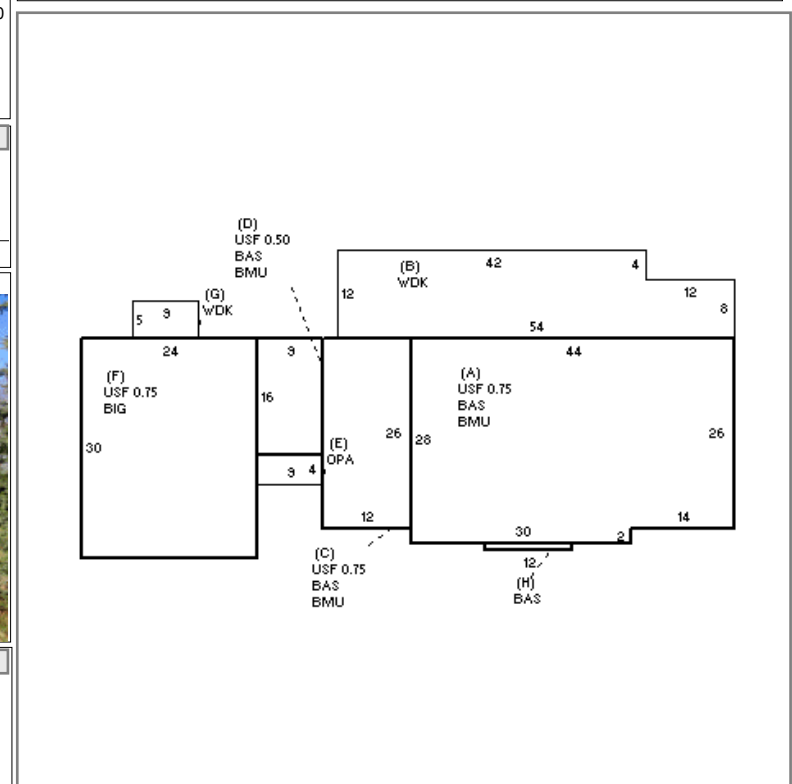 0
(D)
USF 0.50
BAS
BMU
(B)
WDK
42
4
12
12
8
54
(G)
WDK
5
9
24
(F)
USF 0.75
BIG
30
9
16
9
4
(E)
OPA
26
12
44
(A)
USF 0.75
BAS
BMU
28
26
30
2
14
(C)
USF 0.75
BAS
BMU
12
(H)
BAS